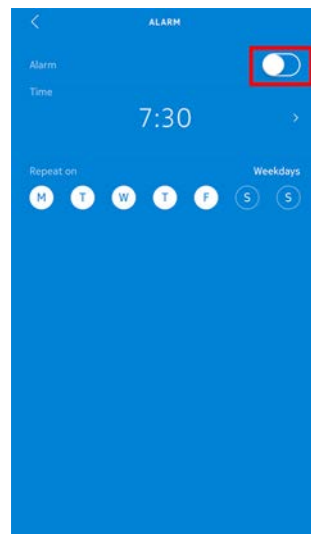 ALARM
Alarm
Time
7:30
Repeat on Weekdays
M T W T F S S